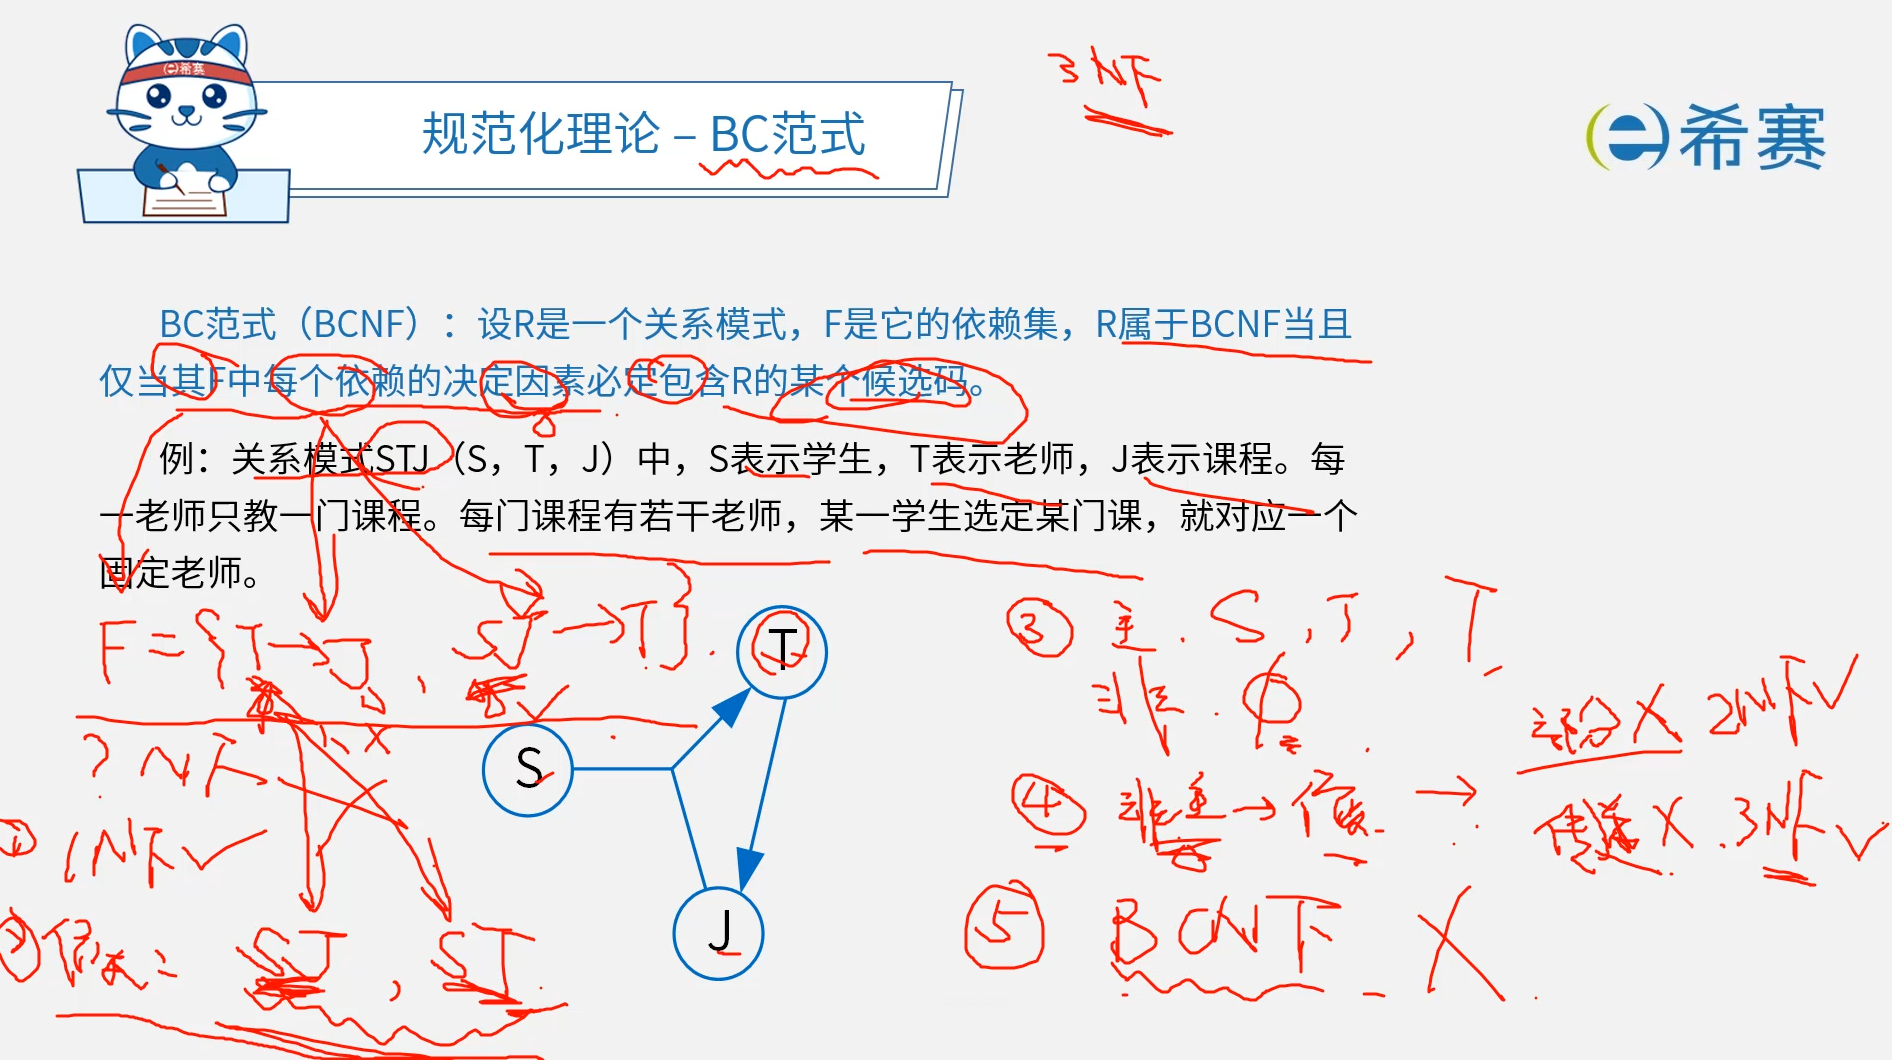 希赛
规范化理论 – BC范式
3NF
希赛
BC范式（BCNF）：设R是一个关系模式，F是它的依赖集，R属于BCNF当且
仅当其F中每个依赖的决定因素必定包含R的某个候选码。
例：关系模式STJ（S，T，J）中，S表示学生，T表示老师，J表示课程。每
一老师只教一门课程。每门课程有若干老师，某一学生选定某门课，就对应一个
固定老师。
F={T→J, SJ→T}.
T
S
J
? NF
① 1NF ✓
② 候选: SJ, ST
③ 主. S, J, T
非主. Φ
④ 非主→候选 → 部分 X 2NF ✓
传递 X. 3NF ✓
⑤ BCNF X